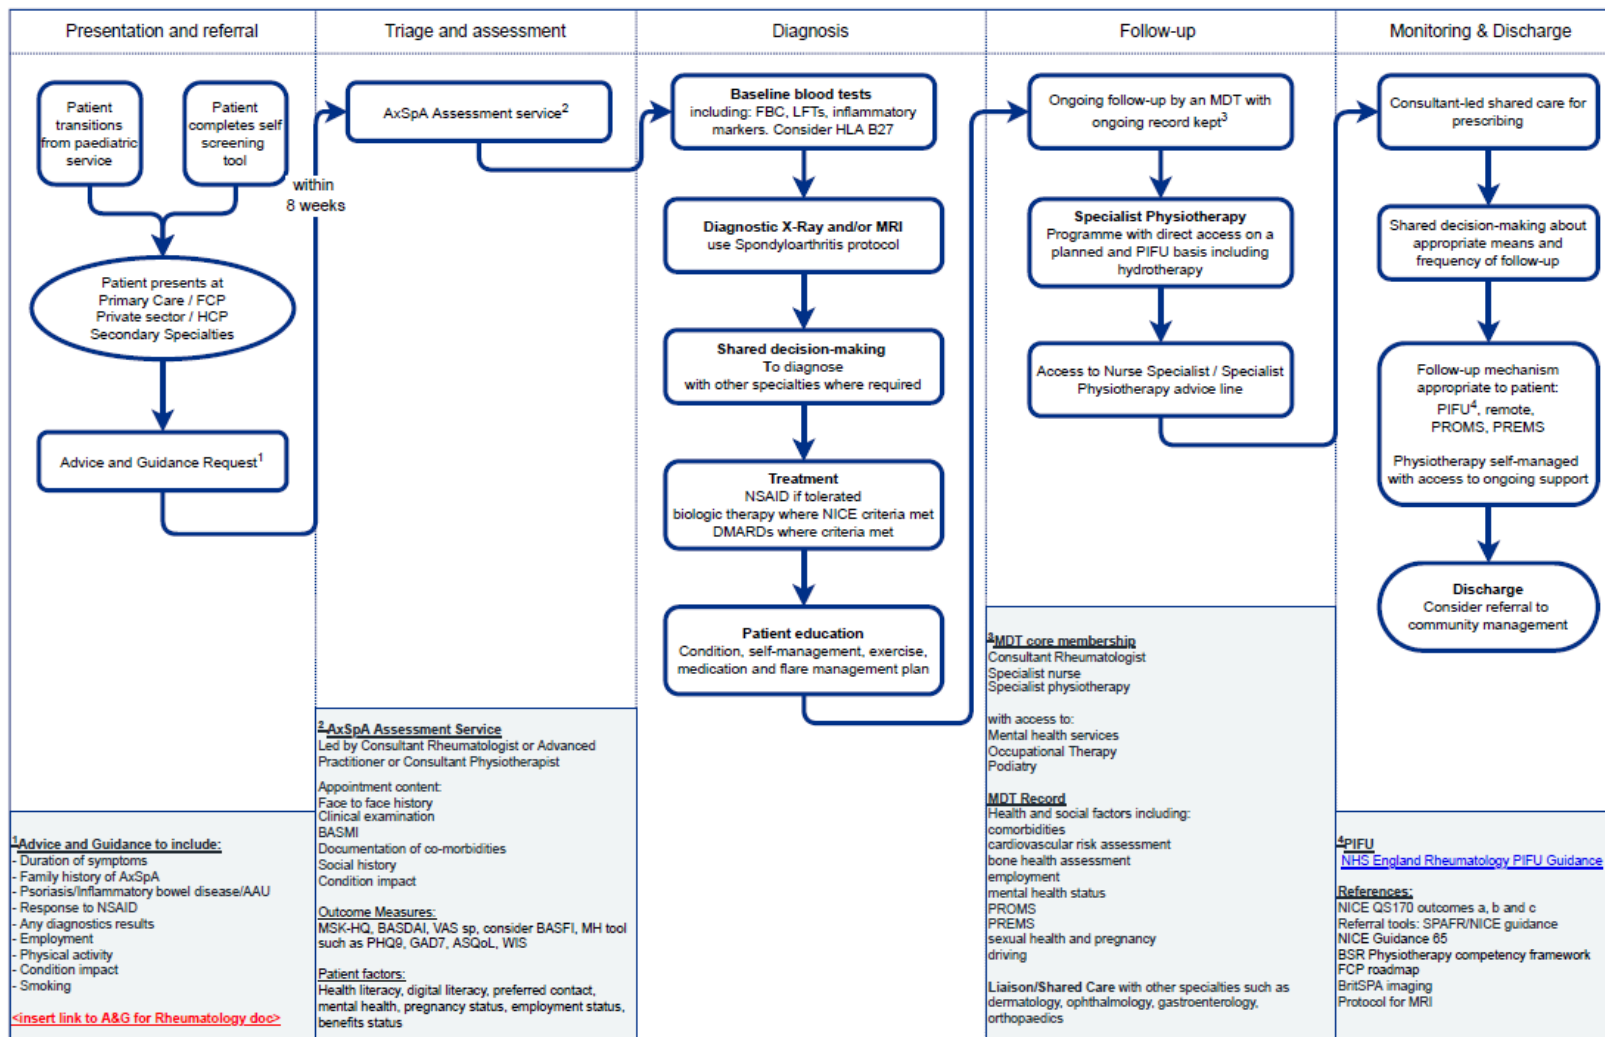 Presentation and referral
Triage and assessment
Diagnosis
Follow-up
Monitoring & Discharge
Patient
transitions
from paediatric
service
Patient
completes self
screening
tool
within
8 weeks
Patient presents at
Primary Care / FCP
Private sector / HCP
Secondary Specialties
Advice and Guidance Request1
1Advice and Guidance to include:
- Duration of symptoms
- Family history of AxSpA
- Psoriasis/Inflammatory bowel disease/AAU
- Response to NSAID
- Any diagnostics results
- Employment
- Physical activity
- Condition impact
- Smoking
<insert link to A&G for Rheumatology doc>
AxSpA Assessment service2
2AxSpA Assessment Service
Led by Consultant Rheumatologist or Advanced
Practitioner or Consultant Physiotherapist
Appointment content:
Face to face history
Clinical examination
BASMI
Documentation of co-morbidities
Social history
Condition impact
Outcome Measures:
MSK-HQ, BASDAI, VAS sp, consider BASFI, MH tool
such as PHQ9, GAD7, ASQoL, WIS
Patient factors:
Health literacy, digital literacy, preferred contact,
mental health, pregnancy status, employment status,
benefits status
Baseline blood tests
including: FBC, LFTs, inflammatory
markers. Consider HLA B27
Diagnostic X-Ray and/or MRI
use Spondyloarthritis protocol
Shared decision-making
To diagnose
with other specialties where required
Treatment
NSAID if tolerated
biologic therapy where NICE criteria met
DMARDs where criteria met
Patient education
Condition, self-management, exercise,
medication and flare management plan
Ongoing follow-up by an MDT with
ongoing record kept3
Specialist Physiotherapy
Programme with direct access on a
planned and PIFU basis including
hydrotherapy
Access to Nurse Specialist / Specialist
Physiotherapy advice line
3MDT core membership
Consultant Rheumatologist
Specialist nurse
Specialist physiotherapy
with access to:
Mental health services
Occupational Therapy
Podiatry
MDT Record
Health and social factors including:
comorbidities
cardiovascular risk assessment
bone health assessment
employment
mental health status
PROMS
PREMS
sexual health and pregnancy
driving
Liaison/Shared Care with other specialties such as
dermatology, ophthalmology, gastroenterology,
orthopaedics
Consultant-led shared care for
prescribing
Shared decision-making about
appropriate means and
frequency of follow-up
Follow-up mechanism
appropriate to patient:
PIFU4, remote,
PROMS, PREMS
Physiotherapy self-managed
with access to ongoing support
Discharge
Consider referral to
community management
4PIFU
NHS England Rheumatology PIFU Guidance
References:
NICE QS170 outcomes a, b and c
Referral tools: SPAFR/NICE guidance
NICE Guidance 65
BSR Physiotherapy competency framework
FCP roadmap
BritSPA imaging
Protocol for MRI